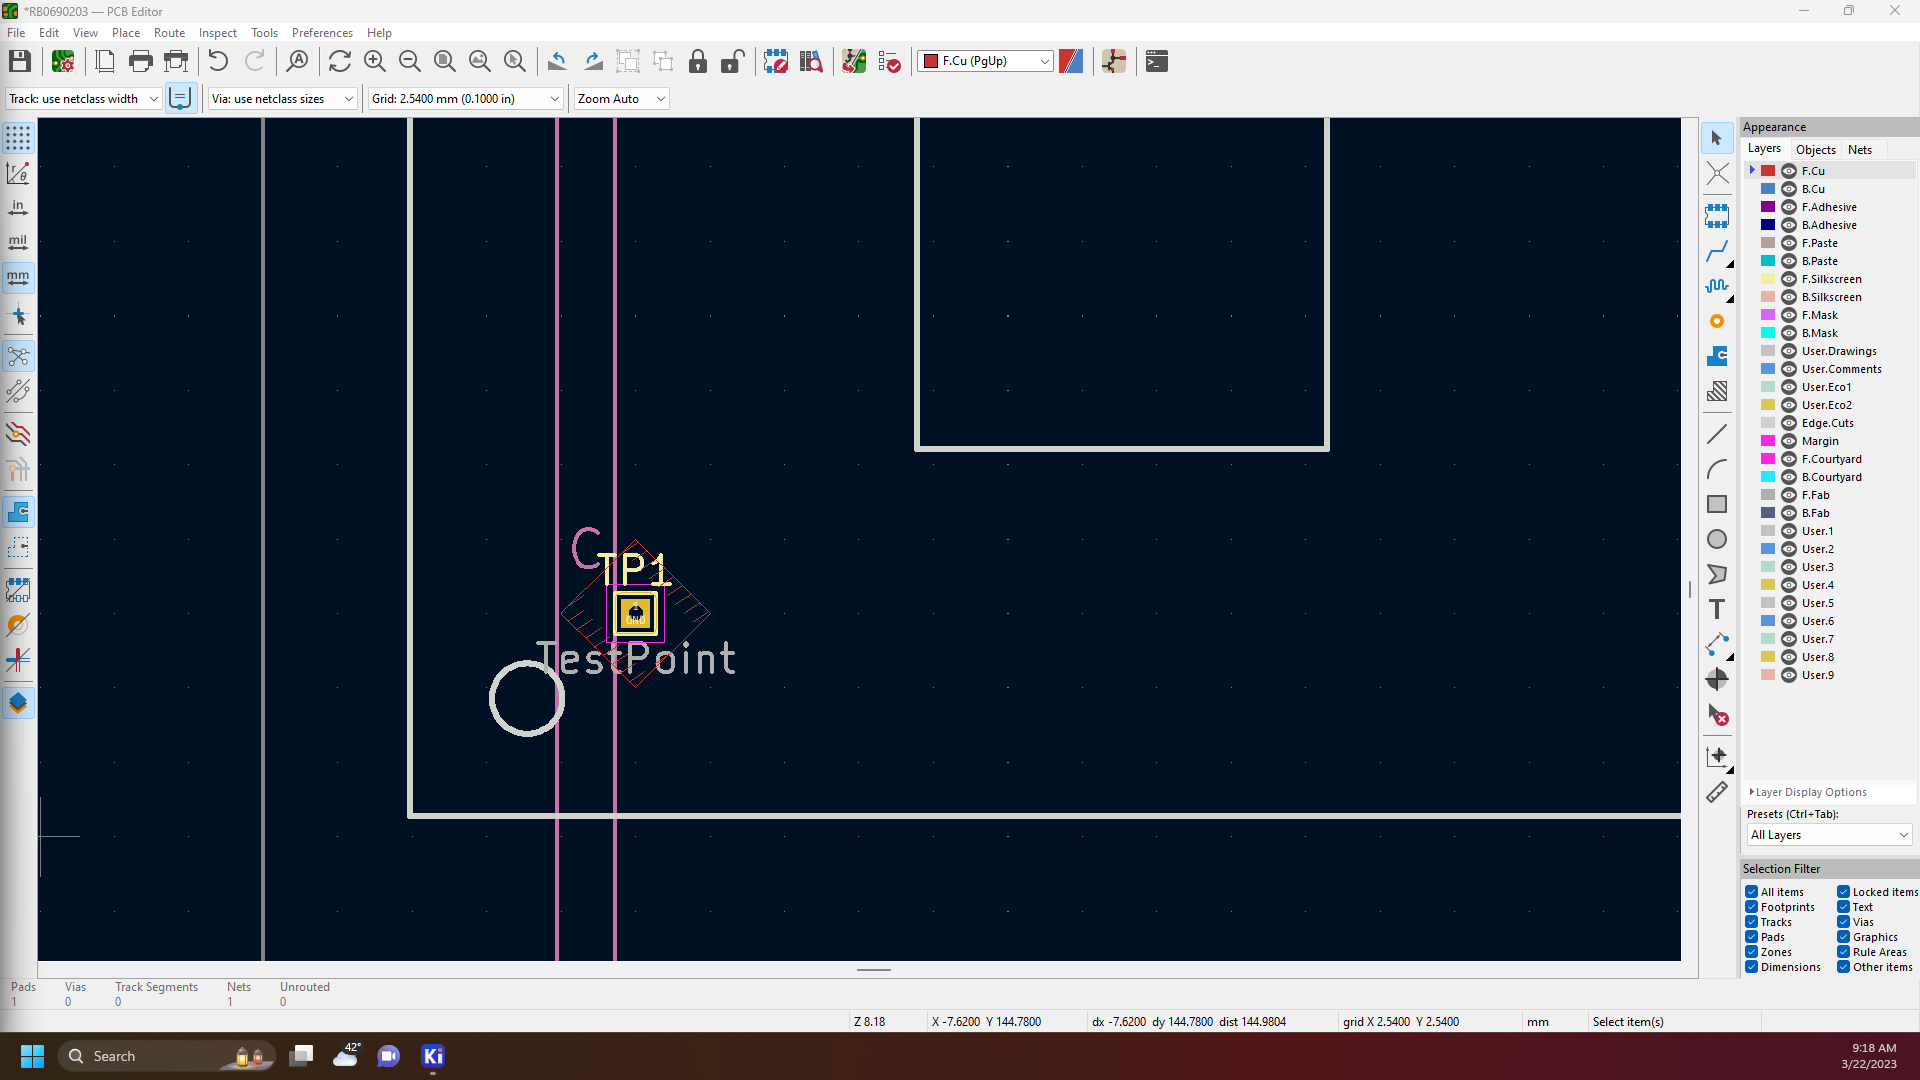 *RB0690203 — PCB Editor
File Edit View Place Route Inspect Tools Preferences Help
F.Cu (PgUp)
Track: use netclass width
Via: use netclass sizes
Grid: 2.5400 mm (0.1000 in)
Zoom Auto
in
mil
mm
C
TP1
1
GND
TestPoint
Appearance
Layers Objects Nets
F.Cu
B.Cu
F.Adhesive
B.Adhesive
F.Paste
B.Paste
F.Silkscreen
B.Silkscreen
F.Mask
B.Mask
User.Drawings
User.Comments
User.Eco1
User.Eco2
Edge.Cuts
Margin
F.Courtyard
B.Courtyard
F.Fab
B.Fab
User.1
User.2
User.3
User.4
User.5
User.6
User.7
User.8
User.9
Layer Display Options
Presets (Ctrl+Tab):
All Layers
Selection Filter
All items Locked items
Footprints Text
Tracks Vias
Pads Graphics
Zones Rule Areas
Dimensions Other items
Pads Vias Track Segments Nets Unrouted
1 0 0 1 0
Z 8.18 X -7.6200 Y 144.7800 dx -7.6200 dy 144.7800 dist 144.9804 grid X 2.5400 Y 2.5400 mm Select item(s)
Search
42°
Ki
9:18 AM
3/22/2023